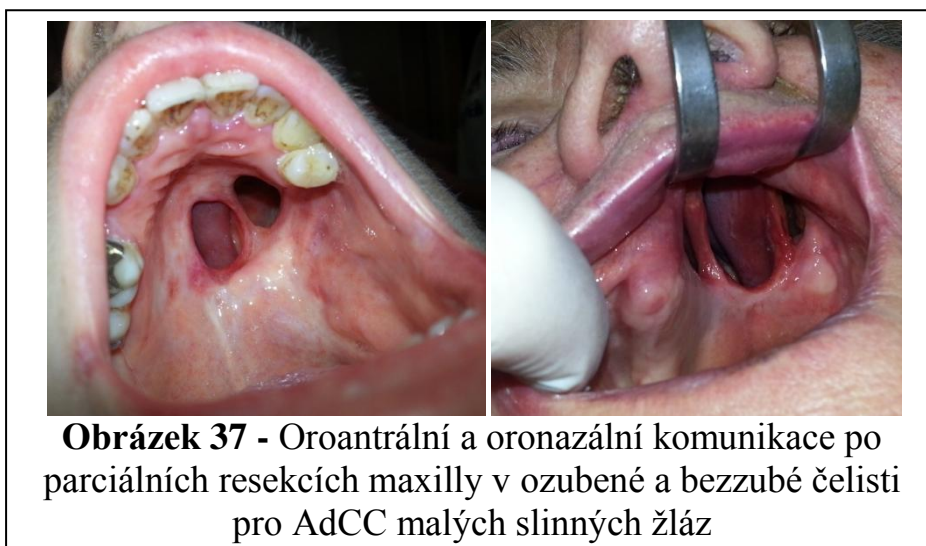 Obrázek 37 - Oroantrální a oronazální komunikace po
parciálních resekcích maxilly v ozubené a bezzubé čelisti
pro AdCC malých slinných žláz